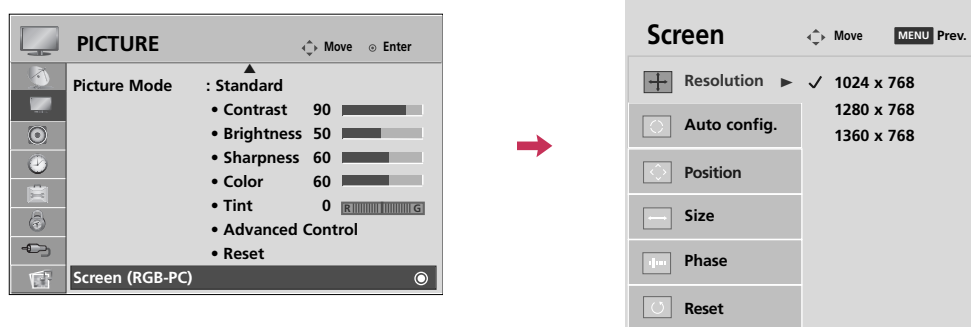 PICTURE
Move Enter
Picture Mode : Standard
• Contrast 90
• Brightness 50
• Sharpness 60
• Color 60
• Tint 0 R G
• Advanced Control
• Reset
Screen (RGB-PC)
Screen
Move MENU Prev.
Resolution ► ✓ 1024 x 768
1280 x 768
1360 x 768
Auto config.
Position
Size
Phase
Reset